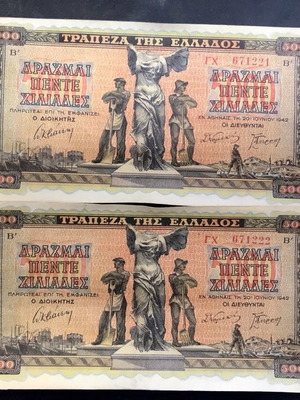 ΤΡΑΠΕΖΑ ΤΗΣ ΕΛΛΑΔΟΣ
Β' ΓΧ 671221
ΔΡΑΧΜΑΙ ΔΡΑΧΜΑΙ
ΠΕΝΤΕ ΠΕΝΤΕ
ΧΙΛΙΑΔΕΣ ΧΙΛΙΑΔΕΣ
ΠΛΗΡΩΤΕΑΙ ΕΠΙ ΤΗ ΕΜΦΑΝΙΣΕΙ ΕΝ ΑΘΗΝΑΙΣ ΤΗ, 20ῌ ΙΟΥΝΙΟΥ 1942
Ο ΔΙΟΙΚΗΤΗΣ ΟΙ ΔΙΕΥΘΥΝΤΑΙ
ΤΡΑΠΕΖΑ ΤΗΣ ΕΛΛΑΔΟΣ
Β' ΓΧ 671222
ΔΡΑΧΜΑΙ ΔΡΑΧΜΑΙ
ΠΕΝΤΕ ΠΕΝΤΕ
ΧΙΛΙΑΔΕΣ ΧΙΛΙΑΔΕΣ
ΠΛΗΡΩΤΕΑΙ ΕΠΙ ΤΗ ΕΜΦΑΝΙΣΕΙ ΕΝ ΑΘΗΝΑΙΣ ΤΗ, 20ῌ ΙΟΥΝΙΟΥ 1942
Ο ΔΙΟΙΚΗΤΗΣ ΟΙ ΔΙΕΥΘΥΝΤΑΙ